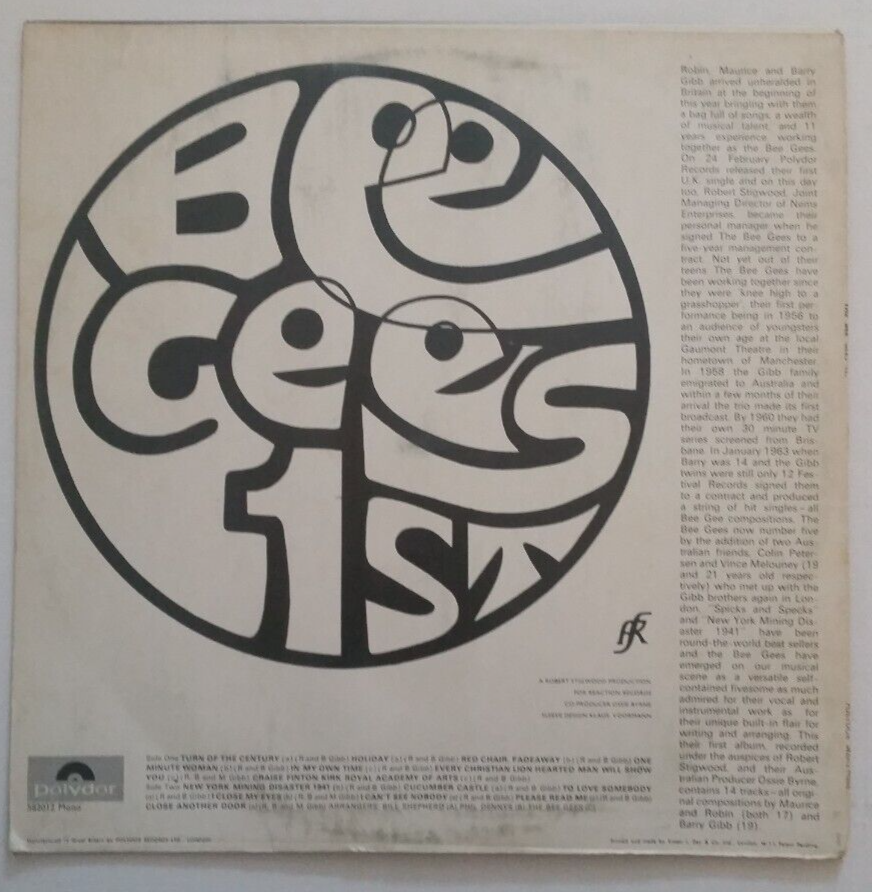 Bee
Gees
1st
Robin, Maurice and Barry
Gibb arrived unheralded in
Britain at the beginning of
this year bringing with them
a bag full of songs, a wealth
of musical talent, and 11
years experience working
together as the Bee Gees.
On 24 February Polydor
Records released their first
U.K. single and on this day
too, Robert Stigwood, Joint
Managing Director of Nems
Enterprises, became their
personal manager when he
signed The Bee Gees to a
five-year management con-
tract. Not yet out of their
teens The Bee Gees have
been working together since
they were 'knee high to a
grasshopper', their first per-
formance being in 1956 to
an audience of youngsters
their own age at the local
Gaumont Theatre in their
hometown of Manchester.
In 1958 the Gibb family
emigrated to Australia and
within a few months of their
arrival the trio made its first
broadcast. By 1960 they had
their own 30 minute TV
series screened from Bris-
bane. In January 1963 when
Barry was 14 and the Gibb
twins were still only 12 Fes-
tival Records signed them
to a contract and produced
a string of hit singles–all
Bee Gee compositions. The
Bee Gees now number five
by the addition of two Aus-
tralian friends, Colin Peter-
sen and Vince Melouney (19
and 21 years old respec-
tively) who met up with the
Gibb brothers again in Lon-
don. "Spicks and Specks"
and "New York Mining Dis-
aster 1941" have been
round-the-world best sellers
and the Bee Gees have
emerged on our musical
scene as a versatile self-
contained fivesome as much
admired for their vocal and
instrumental work as for
their unique built-in flair for
writing and arranging. This
their first album, recorded
under the auspices of Robert
Stigwood, and their Aus-
tralian Producer Ossie Byrne,
contains 14 tracks–all origi-
nal compositions by Maurice
and Robin (both 17) and
Barry Gibb (19).
A ROBERT STIGWOOD PRODUCTION
FOR REACTION RECORDS
CO-PRODUCER OSSIE BYRNE
SLEEVE DESIGN KLAUS VOORMANN
Side One TURN OF THE CENTURY (a) (R and B Gibb) HOLIDAY (a) (R and B Gibb) RED CHAIR, FADEAWAY (b) (R and B Gibb) ONE
MINUTE WOMAN (b) (R and B Gibb) IN MY OWN TIME (c) (R and B Gibb) EVERY CHRISTIAN LION HEARTED MAN WILL SHOW
YOU (R, B and M Gibb) CRAISE FINTON KIRK ROYAL ACADEMY OF ARTS (c) (R and B Gibb)
Side Two NEW YORK MINING DISASTER 1941 (R and B Gibb) CUCUMBER CASTLE (a) (R and B Gibb) TO LOVE SOMEBODY
(R and B Gibb) I CLOSE MY EYES (R, B and M Gibb) I CAN'T SEE NOBODY (R and B Gibb) PLEASE READ ME (R and B Gibb)
CLOSE ANOTHER DOOR (R, B and M Gibb) ARRANGERS: BILL SHEPHERD (A) PHIL DENNYS (B) THE BEE GEES (C)
polydor
583012 Mono